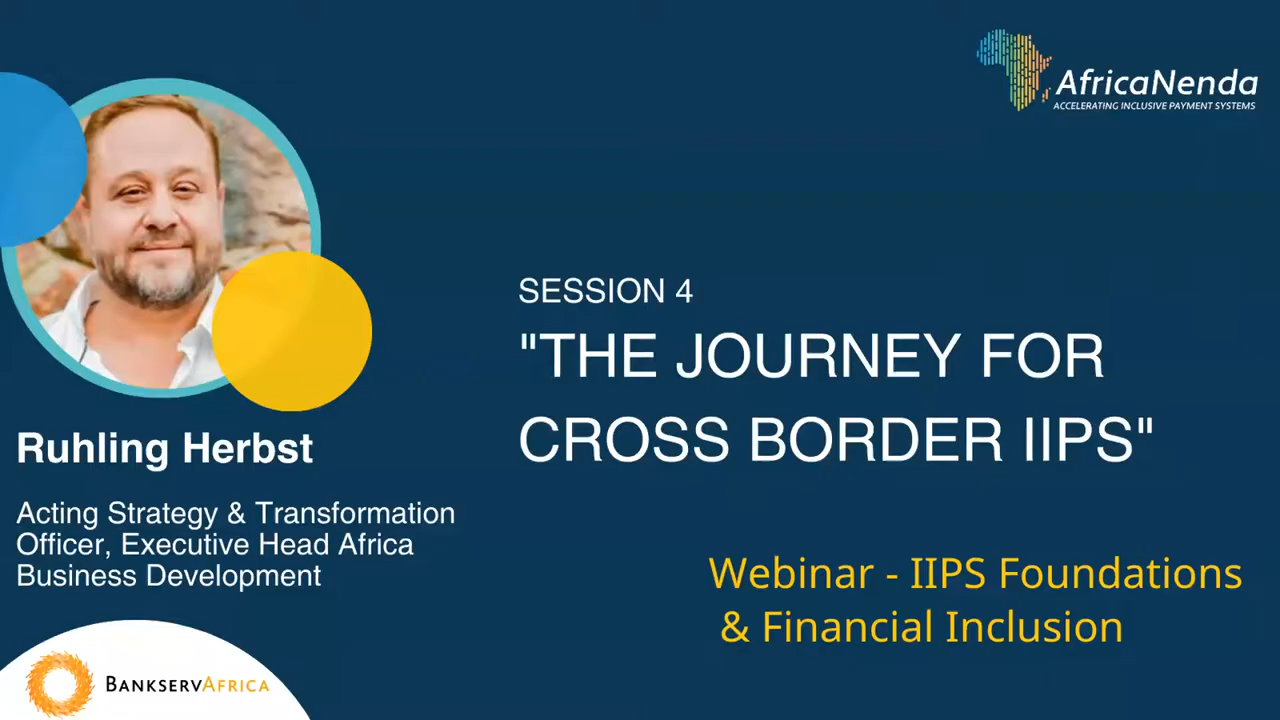 AfricaNenda
ACCELERATING INCLUSIVE PAYMENT SYSTEMS
SESSION 4
"THE JOURNEY FOR
CROSS BORDER IIPS"
Ruhling Herbst
Acting Strategy & Transformation
Officer, Executive Head Africa
Business Development
Webinar - IIPS Foundations
& Financial Inclusion
BANKSERVAFRICA